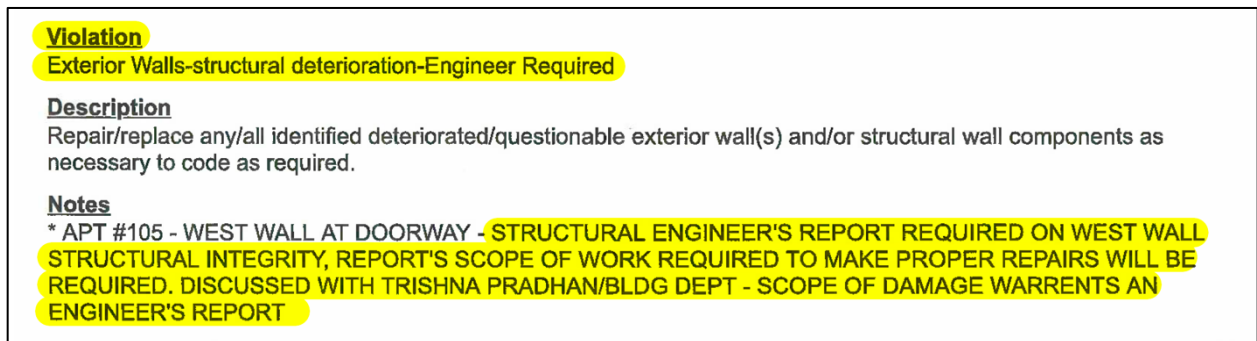 Violation
Exterior Walls-structural deterioration-Engineer Required
Description
Repair/replace any/all identified deteriorated/questionable exterior wall(s) and/or structural wall components as
necessary to code as required.
Notes
* APT #105 - WEST WALL AT DOORWAY - STRUCTURAL ENGINEER'S REPORT REQUIRED ON WEST WALL
STRUCTURAL INTEGRITY, REPORT'S SCOPE OF WORK REQUIRED TO MAKE PROPER REPAIRS WILL BE
REQUIRED. DISCUSSED WITH TRISHNA PRADHAN/BLDG DEPT - SCOPE OF DAMAGE WARRENTS AN
ENGINEER'S REPORT